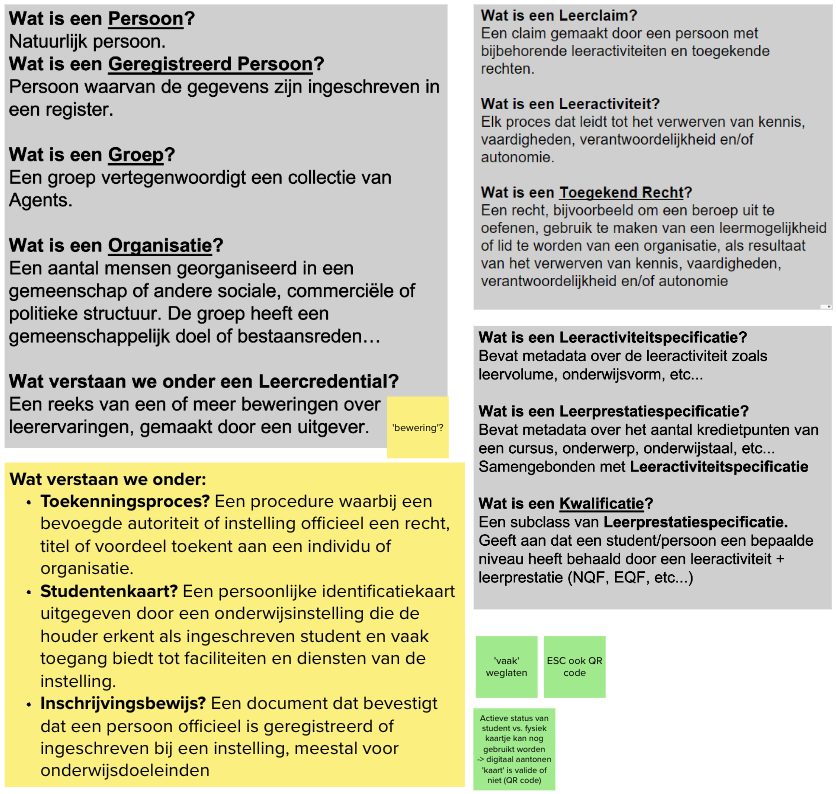 Wat is een Persoon?
Natuurlijk persoon.
Wat is een Geregistreerd Persoon?
Persoon waarvan de gegevens zijn ingeschreven in
een register.
Wat is een Groep?
Een groep vertegenwoordigt een collectie van
Agents.
Wat is een Organisatie?
Een aantal mensen georganiseerd in een
gemeenschap of andere sociale, commerciële of
politieke structuur. De groep heeft een
gemeenschappelijk doel of bestaansreden…
Wat verstaan we onder een Leercredential?
Een reeks van een of meer beweringen over
leerervaringen, gemaakt door een uitgever.
'bewering'?
Wat verstaan we onder:
• Toekenningsproces? Een procedure waarbij een
bevoegde autoriteit of instelling officieel een recht,
titel of voordeel toekent aan een individu of
organisatie.
• Studentenkaart? Een persoonlijke identificatiekaart
uitgegeven door een onderwijsinstelling die de
houder erkent als ingeschreven student en vaak
toegang biedt tot faciliteiten en diensten van de
instelling.
• Inschrijvingsbewijs? Een document dat bevestigt
dat een persoon officieel is geregistreerd of
ingeschreven bij een instelling, meestal voor
onderwijsdoeleinden
Wat is een Leerclaim?
Een claim gemaakt door een persoon met
bijbehorende leeractiviteiten en toegekende
rechten.
Wat is een Leeractiviteit?
Elk proces dat leidt tot het verwerven van kennis,
vaardigheden, verantwoordelijkheid en/of
autonomie.
Wat is een Toegekend Recht?
Een recht, bijvoorbeeld om een beroep uit te
oefenen, gebruik te maken van een leermogelijkheid
of lid te worden van een organisatie, als resultaat
van het verwerven van kennis, vaardigheden,
verantwoordelijkheid en/of autonomie
Wat is een Leeractiviteitspecificatie?
Bevat metadata over de leeractiviteit zoals
leervolume, onderwijsvorm, etc...
Wat is een Leerprestatiespecificatie?
Bevat metadata over het aantal kredietpunten van
een cursus, onderwerp, onderwijstaal, etc...
Samengebonden met Leeractiviteitspecificatie
Wat is een Kwalificatie?
Een subclass van Leerprestatiespecificatie.
Geeft aan dat een student/persoon een bepaalde
niveau heeft behaald door een leeractiviteit +
leerprestatie (NQF, EQF, etc...)
'vaak'
weglaten
ESC ook QR
code
Actieve status van
student vs. fysiek
kaartje kan nog
gebruikt worden
-> digitaal aantonen
'kaart' is valide of
niet (QR code)